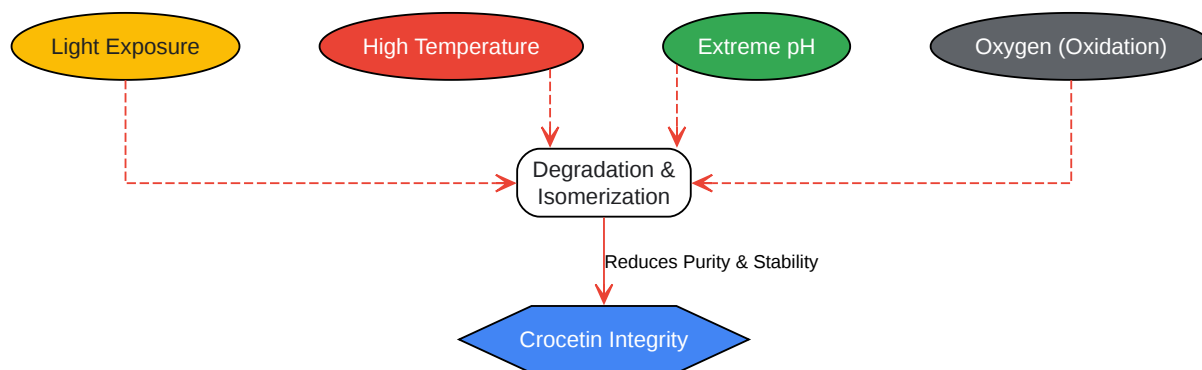 Light Exposure
High Temperature
Extreme pH
Oxygen (Oxidation)
Degradation &
Isomerization
Reduces Purity & Stability
Crocetin Integrity